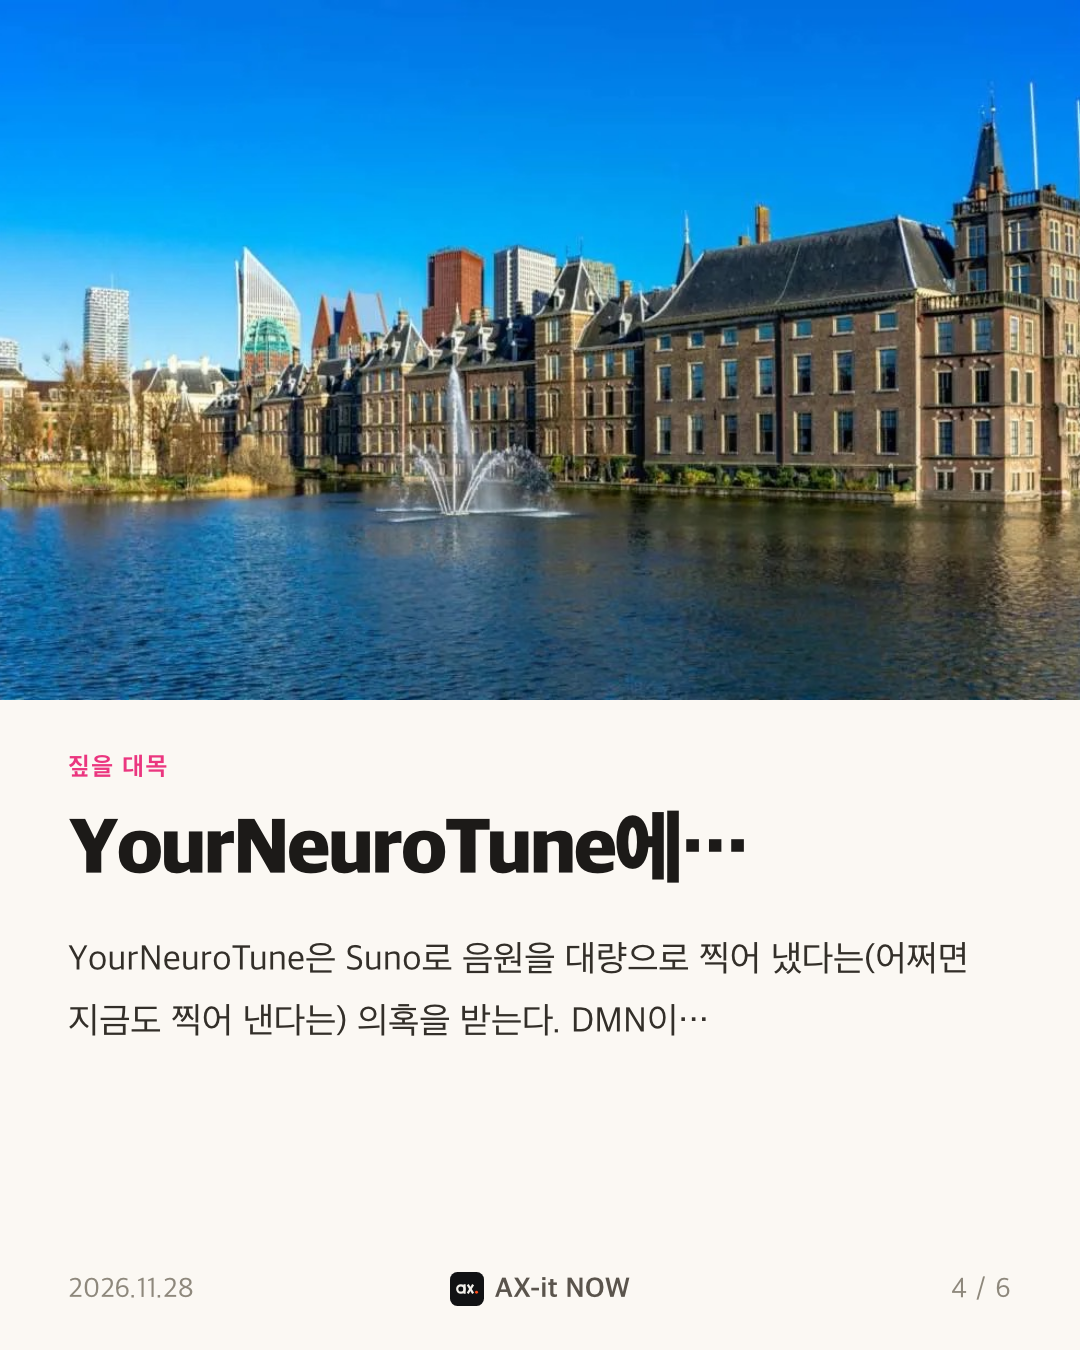 짚을 대목
YourNeuroTune에…
YourNeuroTune은 Suno로 음원을 대량으로 찍어 냈다는(어쩌면
지금도 찍어 낸다는) 의혹을 받는다. DMN이…
2026.11.28
ax. AX-it NOW
4 / 6